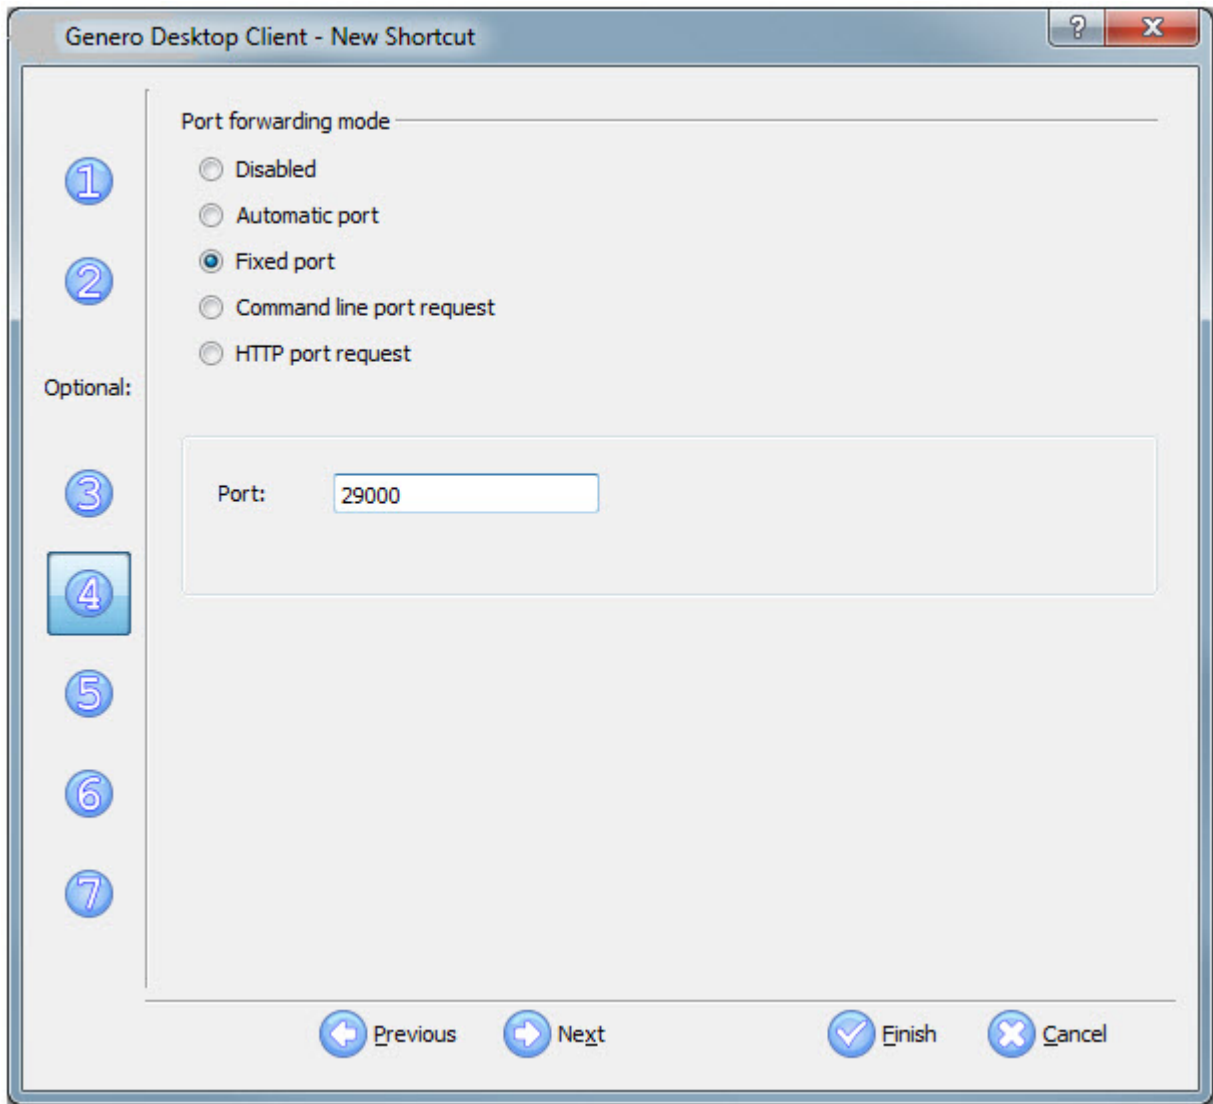 Genero Desktop Client - New Shortcut
?
X
Port forwarding mode
1
Disabled
Automatic port
2
Fixed port
Command line port request
HTTP port request
Optional:
3
Port: 29000
4
5
6
7
Previous Next Finish Cancel